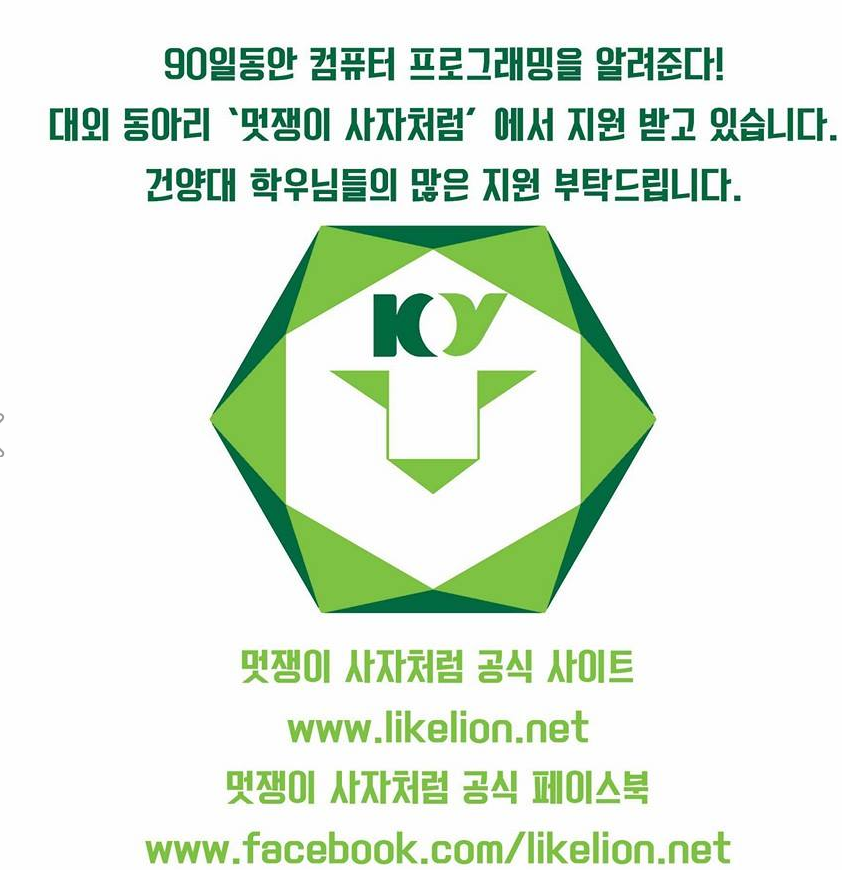 90일동안 컴퓨터 프로그래밍을 알려준다!
대외 동아리 '멋쟁이 사자처럼' 에서 지원 받고 있습니다.
건양대 학우님들의 많은 지원 부탁드립니다.
KY
멋쟁이 사자처럼 공식 사이트
www.likelion.net
멋쟁이 사자처럼 공식 페이스북
www.facebook.com/likelion.net